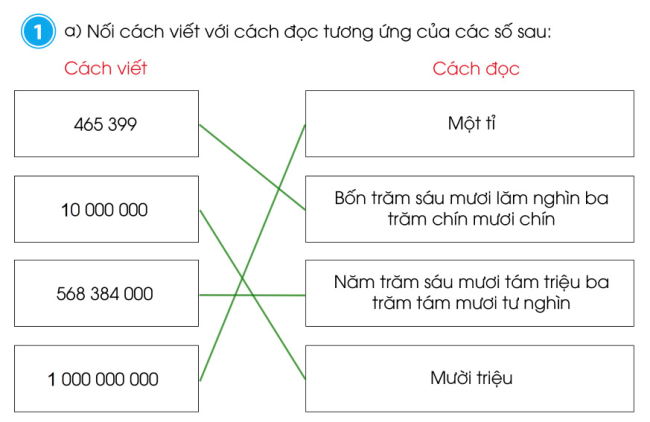 1 a) Nối cách viết với cách đọc tương ứng của các số sau:
Cách viết
Cách đọc
465 399
Một tỉ
10 000 000
Bốn trăm sáu mươi lăm nghìn ba
trăm chín mươi chín
568 384 000
Năm trăm sáu mươi tám triệu ba
trăm tám mươi tư nghìn
1 000 000 000
Mười triệu